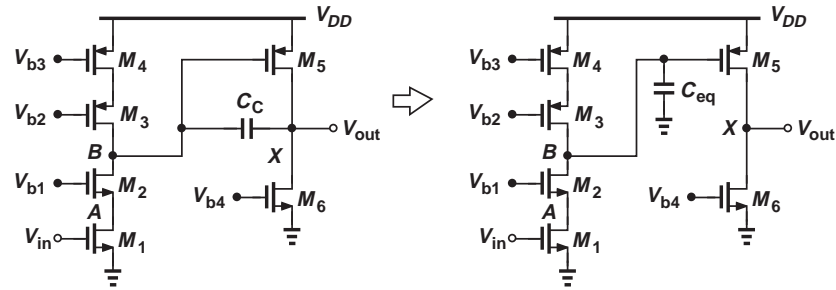 V_DD
V_b3
M_4
M_5
V_b2
M_3
C_C
B
X
V_out
V_b1
M_2
V_b4
M_6
A
V_in
M_1
V_DD
V_b3
M_4
M_5
C_eq
V_b2
M_3
X
V_out
B
V_b1
M_2
V_b4
M_6
A
V_in
M_1